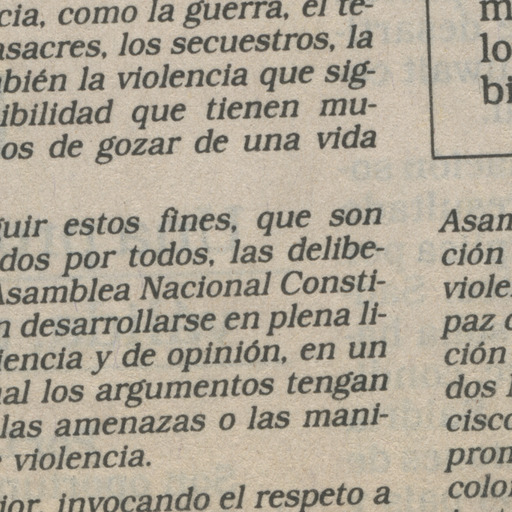 cia, como la guerra, el te-
asacres, los secuestros, la
mbién la violencia que sig-
ibilidad que tienen mu-
os de gozar de una vida
guir estos fines, que son
dos por todos, las delibe-
Asamblea Nacional Consti-
n desarrollarse en plena li-
iencia y de opinión, en un
ual los argumentos tengan
las amenazas o las mani-
violencia.
ior, invocando el respeto a
m
lo
bi
Asam
ción
viole
paz c
ción
dos l
cisco
pron
colo